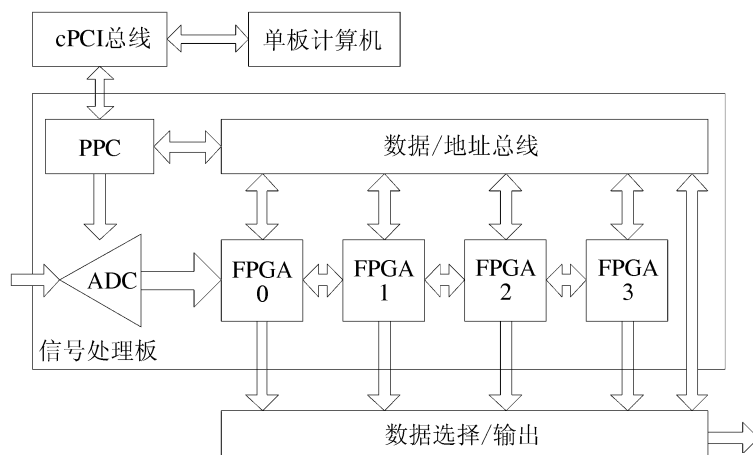 cPCI总线
单板计算机
PPC
数据/地址总线
ADC
FPGA
0
FPGA
1
FPGA
2
FPGA
3
信号处理板
数据选择/输出